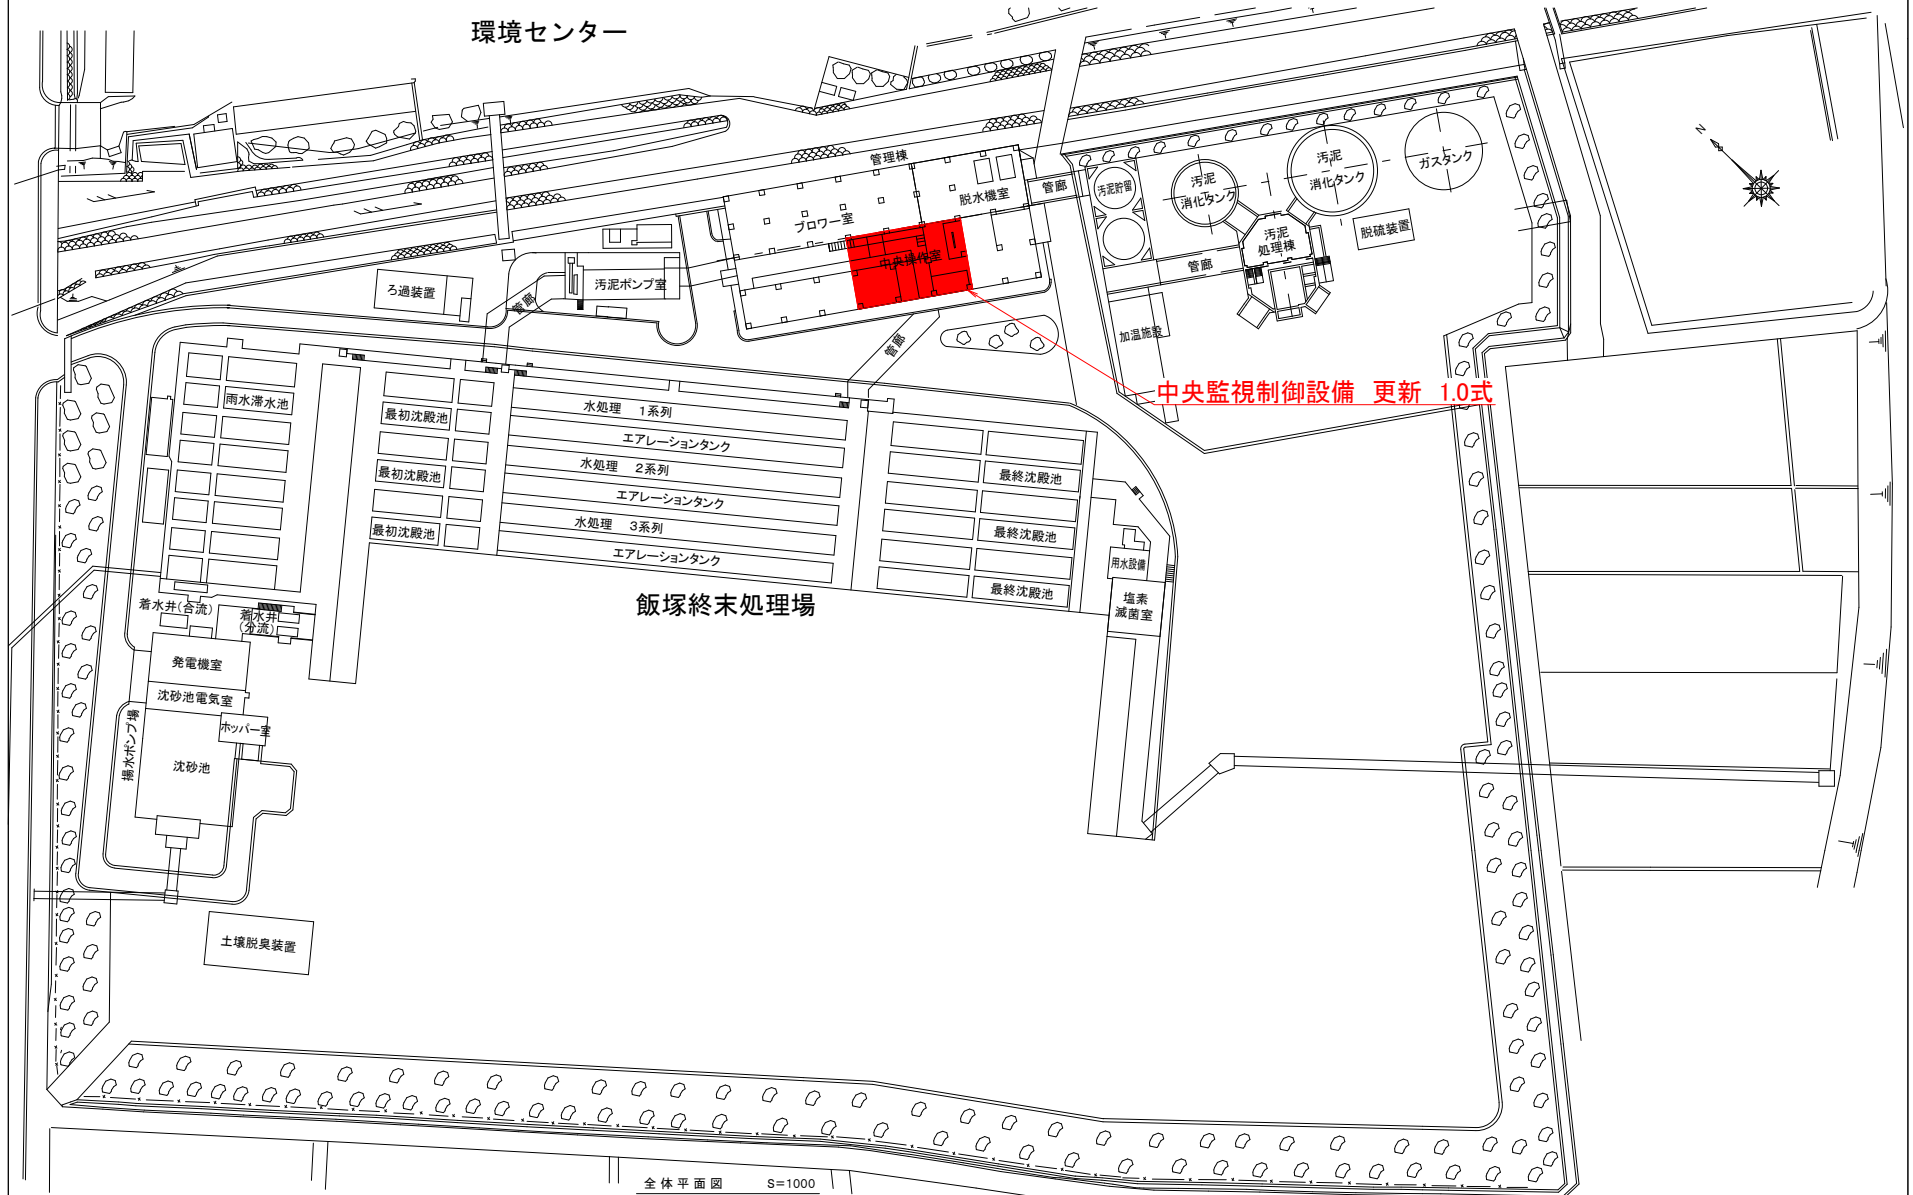 環境センター
N
管理棟
脱水機室
管廊
ブロワー室
中央操作室
汚泥貯留
汚泥
消化タンク
汚泥
消化タンク
ガスタンク
汚泥
処理棟
脱硫装置
管廊
加温施設
ろ過装置
汚泥ポンプ室
管廊
管廊
中央監視制御設備 更新 1.0式
雨水滞水池
最初沈殿池
最初沈殿池
最初沈殿池
水処理 1系列
エアレーションタンク
水処理 2系列
エアレーションタンク
水処理 3系列
エアレーションタンク
最終沈殿池
最終沈殿池
最終沈殿池
用水設備
塩素
滅菌室
飯塚終末処理場
着水井(合流)
着水井
(分流)
発電機室
沈砂池電気室
ホッパー室
揚水ポンプ場
沈砂池
土壌脱臭装置
全体平面図 S=1000